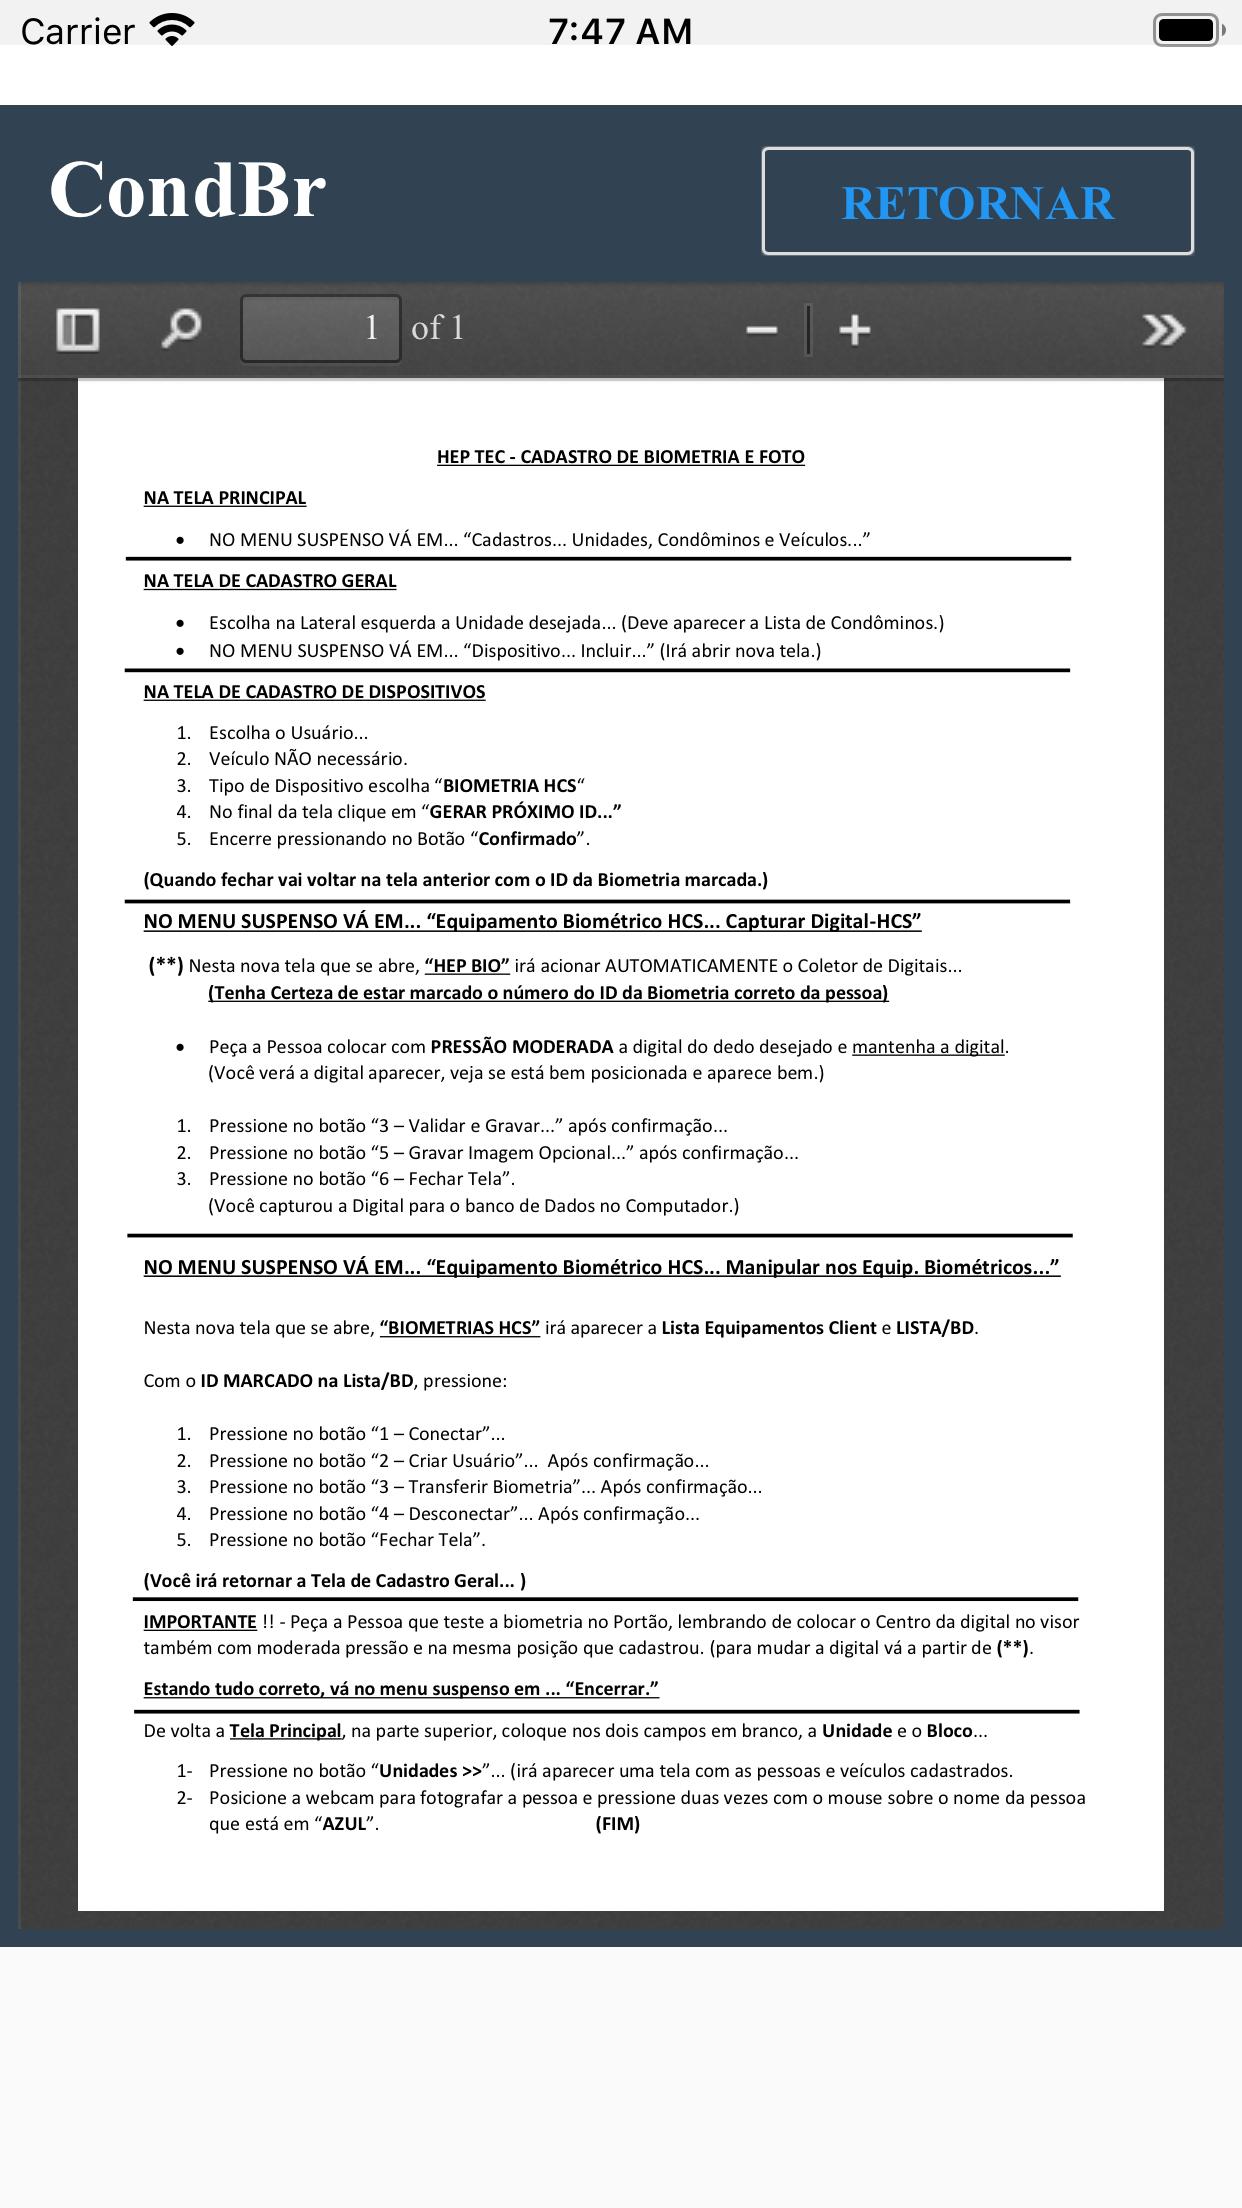 Carrier 7:47 AM
CondBr
RETORNAR
1 of 1
HEP TEC - CADASTRO DE BIOMETRIA E FOTO
NA TELA PRINCIPAL
• NO MENU SUSPENSO VÁ EM... “Cadastros... Unidades, Condôminos e Veículos...”
NA TELA DE CADASTRO GERAL
• Escolha na Lateral esquerda a Unidade desejada... (Deve aparecer a Lista de Condôminos.)
• NO MENU SUSPENSO VÁ EM... “Dispositivo... Incluir...” (Irá abrir nova tela.)
NA TELA DE CADASTRO DE DISPOSITIVOS
1. Escolha o Usuário...
2. Veículo NÃO necessário.
3. Tipo de Dispositivo escolha “BIOMETRIA HCS“
4. No final da tela clique em “GERAR PRÓXIMO ID...”
5. Encerre pressionando no Botão “Confirmado”.
(Quando fechar vai voltar na tela anterior com o ID da Biometria marcada.)
NO MENU SUSPENSO VÁ EM... “Equipamento Biométrico HCS... Capturar Digital-HCS”
(**) Nesta nova tela que se abre, “HEP BIO” irá acionar AUTOMATICAMENTE o Coletor de Digitais...
(Tenha Certeza de estar marcado o número do ID da Biometria correto da pessoa)
• Peça a Pessoa colocar com PRESSÃO MODERADA a digital do dedo desejado e mantenha a digital.
(Você verá a digital aparecer, veja se está bem posicionada e aparece bem.)
1. Pressione no botão “3 – Validar e Gravar...” após confirmação...
2. Pressione no botão “5 – Gravar Imagem Opcional...” após confirmação...
3. Pressione no botão “6 – Fechar Tela”.
(Você capturou a Digital para o banco de Dados no Computador.)
NO MENU SUSPENSO VÁ EM... “Equipamento Biométrico HCS... Manipular nos Equip. Biométricos...”
Nesta nova tela que se abre, “BIOMETRIAS HCS” irá aparecer a Lista Equipamentos Client e LISTA/BD.
Com o ID MARCADO na Lista/BD, pressione:
1. Pressione no botão “1 – Conectar”...
2. Pressione no botão “2 – Criar Usuário”... Após confirmação...
3. Pressione no botão “3 – Transferir Biometria”... Após confirmação...
4. Pressione no botão “4 – Desconectar”... Após confirmação...
5. Pressione no botão “Fechar Tela”.
(Você irá retornar a Tela de Cadastro Geral... )
IMPORTANTE !! - Peça a Pessoa que teste a biometria no Portão, lembrando de colocar o Centro da digital no visor
também com moderada pressão e na mesma posição que cadastrou. (para mudar a digital vá a partir de (**).
Estando tudo correto, vá no menu suspenso em ... “Encerrar.”
De volta a Tela Principal, na parte superior, coloque nos dois campos em branco, a Unidade e o Bloco...
1- Pressione no botão “Unidades >>”... (irá aparecer uma tela com as pessoas e veículos cadastrados.
2- Posicione a webcam para fotografar a pessoa e pressione duas vezes com o mouse sobre o nome da pessoa
que está em “AZUL”. (FIM)